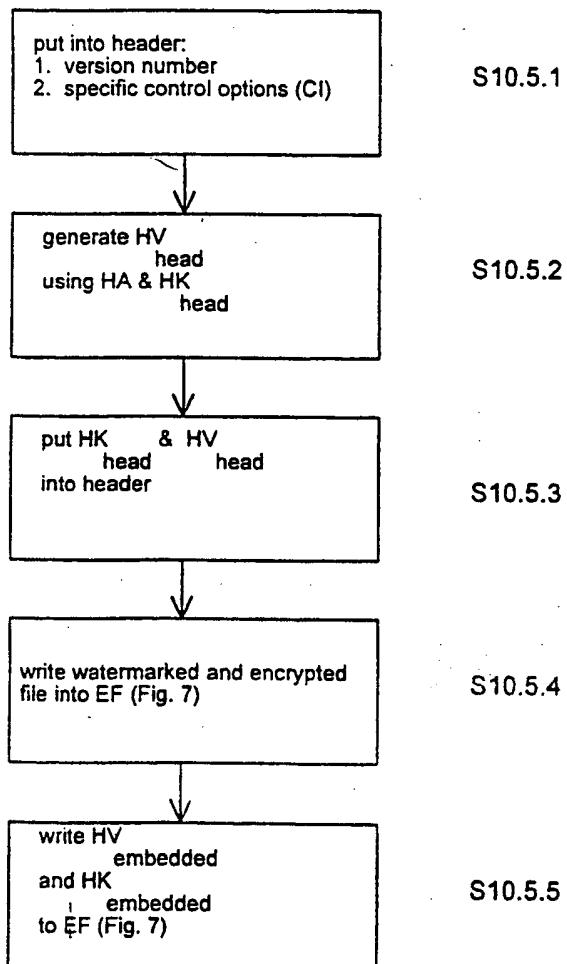 put into header:
1. version number
2. specific control options (CI)
S10.5.1
generate HV
head
using HA & HK
head
S10.5.2
put HK & HV
head head
into header
S10.5.3
write watermarked and encrypted
file into EF (Fig. 7)
S10.5.4
write HV
embedded
and HK
embedded
to EF (Fig. 7)
S10.5.5